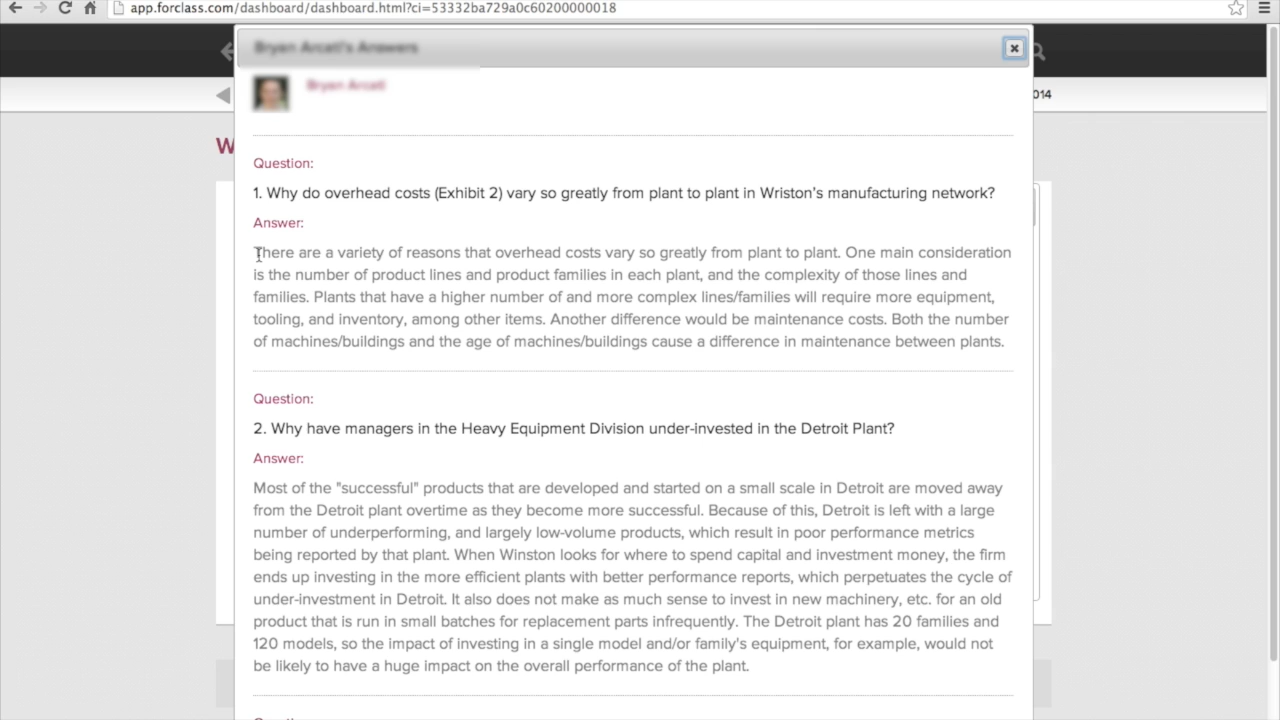 app.forclass.com/dashboard/dashboard.html?ci=53332ba729a0c60200000018
Bryan Arcati's Answers
014
Bryan Arcati
W
Question:
1. Why do overhead costs (Exhibit 2) vary so greatly from plant to plant in Wriston's manufacturing network?
Answer:
There are a variety of reasons that overhead costs vary so greatly from plant to plant. One main consideration
is the number of product lines and product families in each plant, and the complexity of those lines and
families. Plants that have a higher number of and more complex lines/families will require more equipment,
tooling, and inventory, among other items. Another difference would be maintenance costs. Both the number
of machines/buildings and the age of machines/buildings cause a difference in maintenance between plants.
Question:
2. Why have managers in the Heavy Equipment Division under-invested in the Detroit Plant?
Answer:
Most of the "successful" products that are developed and started on a small scale in Detroit are moved away
from the Detroit plant overtime as they become more successful. Because of this, Detroit is left with a large
number of underperforming, and largely low-volume products, which result in poor performance metrics
being reported by that plant. When Winston looks for where to spend capital and investment money, the firm
ends up investing in the more efficient plants with better performance reports, which perpetuates the cycle of
under-investment in Detroit. It also does not make as much sense to invest in new machinery, etc. for an old
product that is run in small batches for replacement parts infrequently. The Detroit plant has 20 families and
120 models, so the impact of investing in a single model and/or family's equipment, for example, would not
be likely to have a huge impact on the overall performance of the plant.
Question: